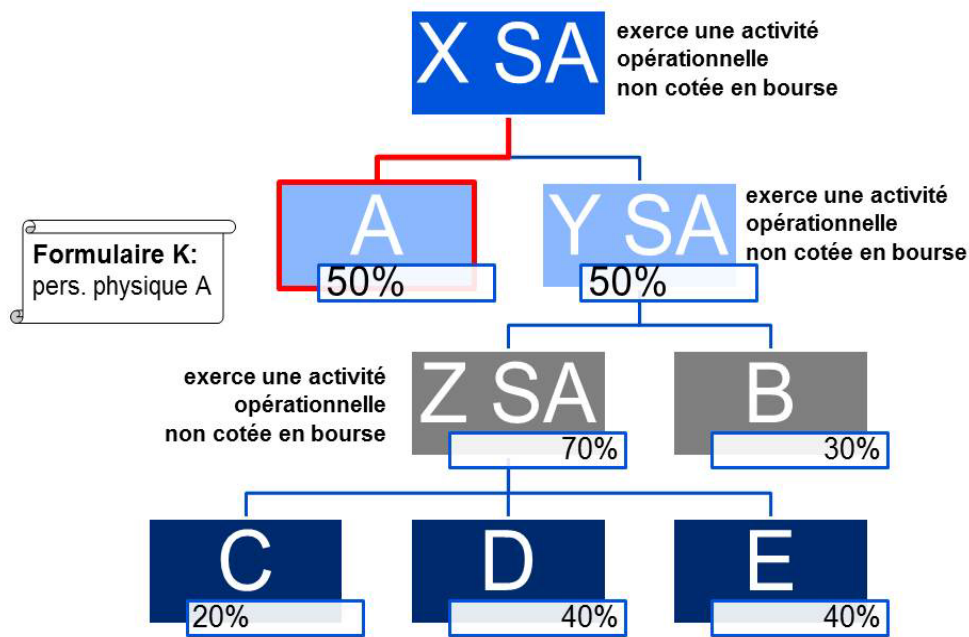 X SA
exerce une activité
opérationnelle
non cotée en bourse
A
50%
Y SA
50%
exerce une activité
opérationnelle
non cotée en bourse
Formulaire K:
pers. physique A
exerce une activité
opérationnelle
non cotée en bourse
Z SA
70%
B
30%
C
20%
D
40%
E
40%